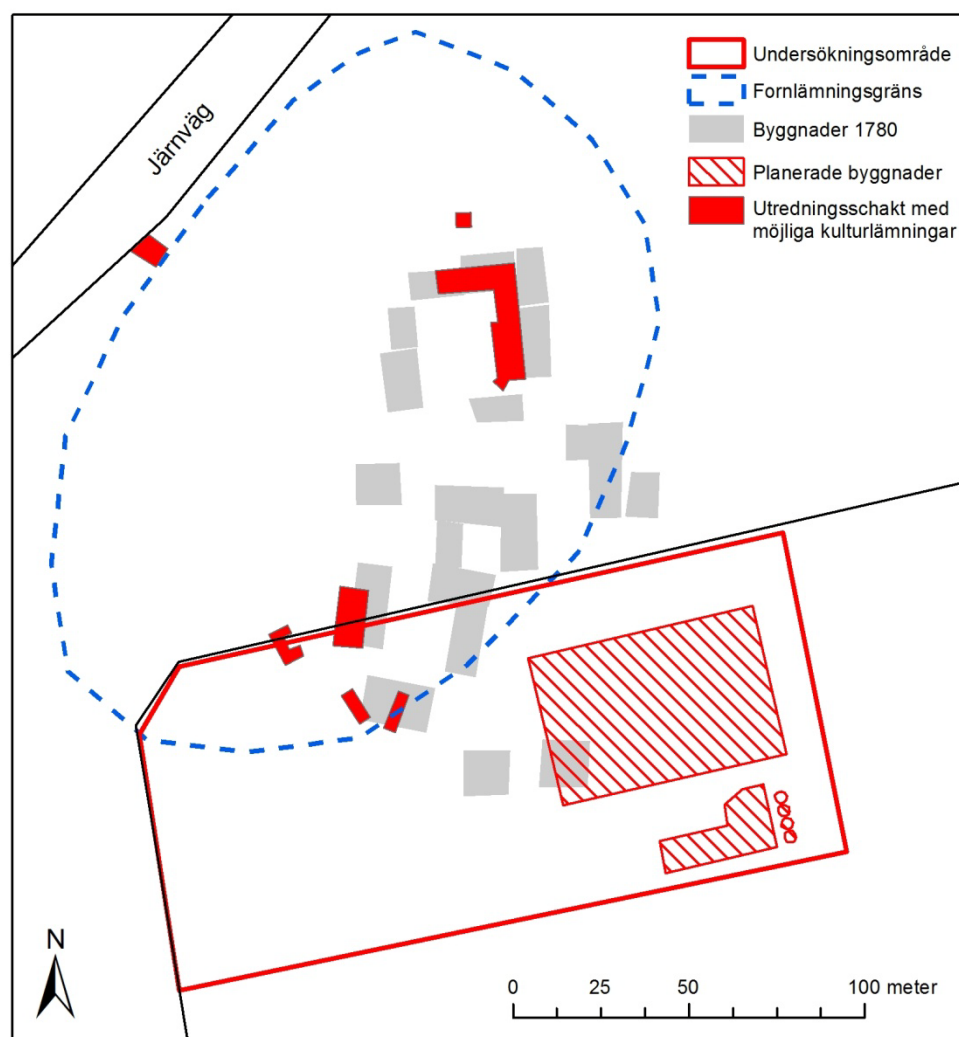 Järnväg
Undersökningsområde
Fornlämningsgräns
Byggnader 1780
Planerade byggnader
Utredningsschakt med
möjliga kulturlämningar
N
0 25 50 100 meter